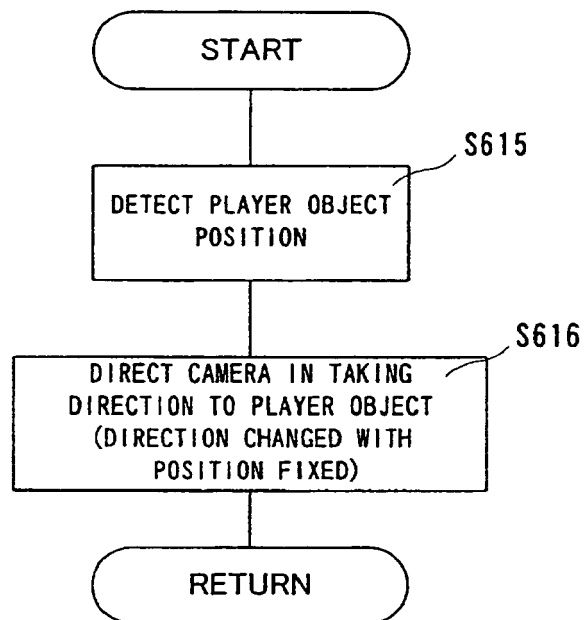 START
S615
DETECT PLAYER OBJECT
POSITION
S616
DIRECT CAMERA IN TAKING
DIRECTION TO PLAYER OBJECT
(DIRECTION CHANGED WITH
POSITION FIXED)
RETURN